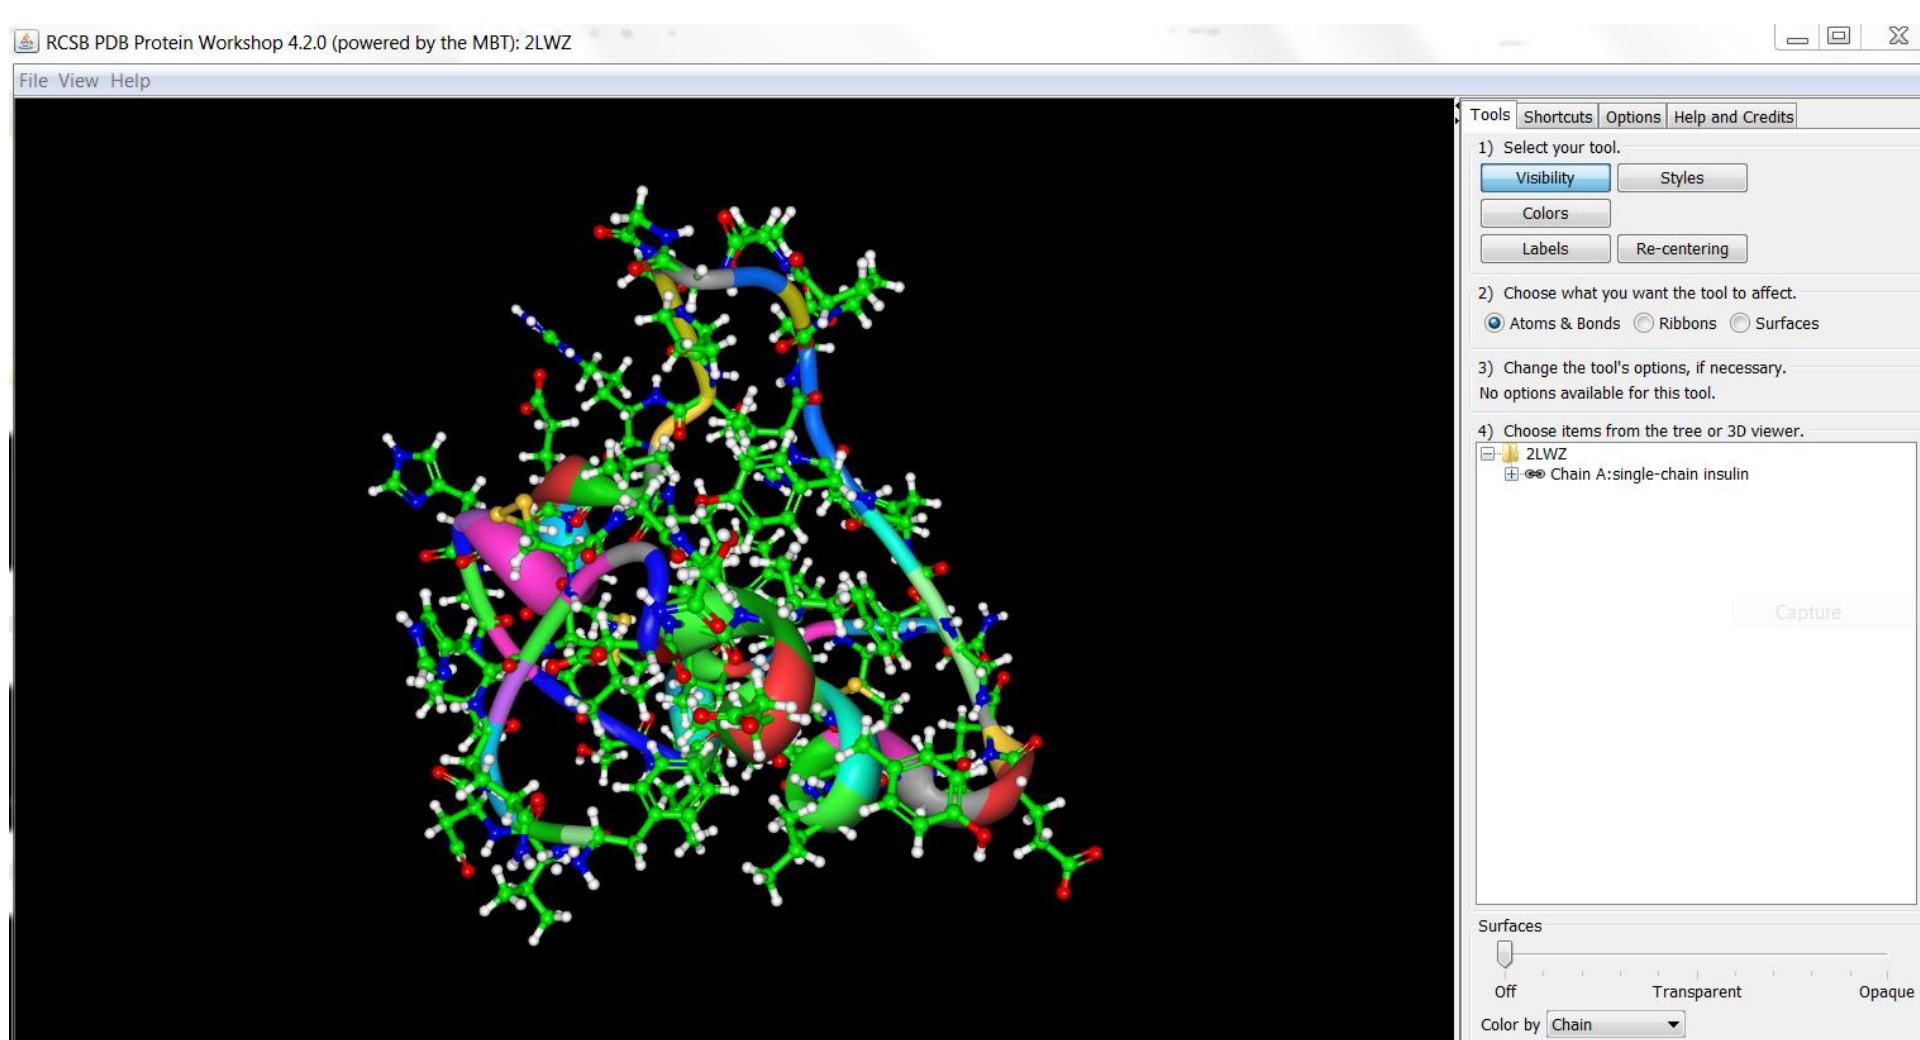 RCSB PDB Protein Workshop 4.2.0 (powered by the MBT): 2LWZ
File View Help
Tools Shortcuts Options Help and Credits
1) Select your tool.
Visibility Styles
Colors
Labels Re-centering
2) Choose what you want the tool to affect.
Atoms & Bonds Ribbons Surfaces
3) Change the tool's options, if necessary.
No options available for this tool.
4) Choose items from the tree or 3D viewer.
2LWZ
Chain A:single-chain insulin
Capture
Surfaces
Off Transparent Opaque
Color by Chain